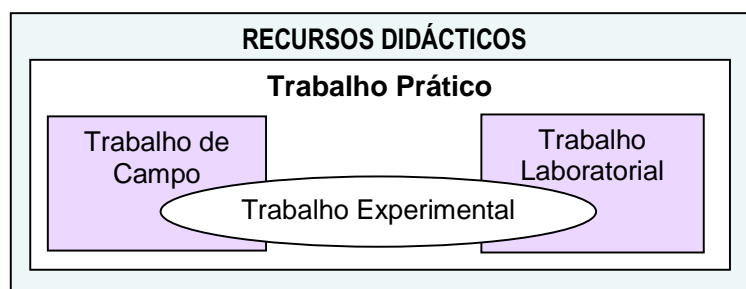 RECURSOS DIDÁCTICOS
Trabalho Prático
Trabalho de
Campo
Trabalho
Laboratorial
Trabalho Experimental